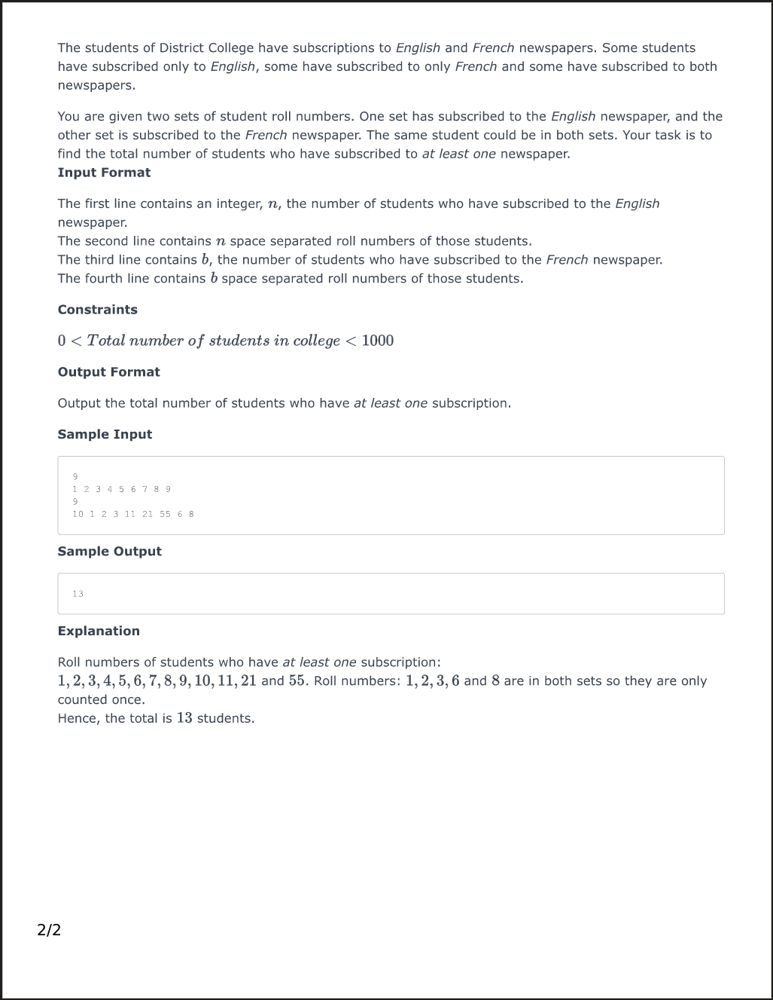 The students of District College have subscriptions to English and French newspapers. Some students
have subscribed only to English, some have subscribed to only French and some have subscribed to both
newspapers.
You are given two sets of student roll numbers. One set has subscribed to the English newspaper, and the
other set is subscribed to the French newspaper. The same student could be in both sets. Your task is to
find the total number of students who have subscribed to at least one newspaper.
Input Format
The first line contains an integer, n, the number of students who have subscribed to the English
newspaper.
The second line contains n space separated roll numbers of those students.
The third line contains b, the number of students who have subscribed to the French newspaper.
The fourth line contains b space separated roll numbers of those students.
Constraints
0 < Total number of students in college < 1000
Output Format
Output the total number of students who have at least one subscription.
Sample Input
9
1 2 3 4 5 6 7 8 9
9
10 1 2 3 11 21 55 6 8
Sample Output
13
Explanation
Roll numbers of students who have at least one subscription:
1, 2, 3, 4, 5, 6, 7, 8, 9, 10, 11, 21 and 55. Roll numbers: 1, 2, 3, 6 and 8 are in both sets so they are only
counted once.
Hence, the total is 13 students.
2/2